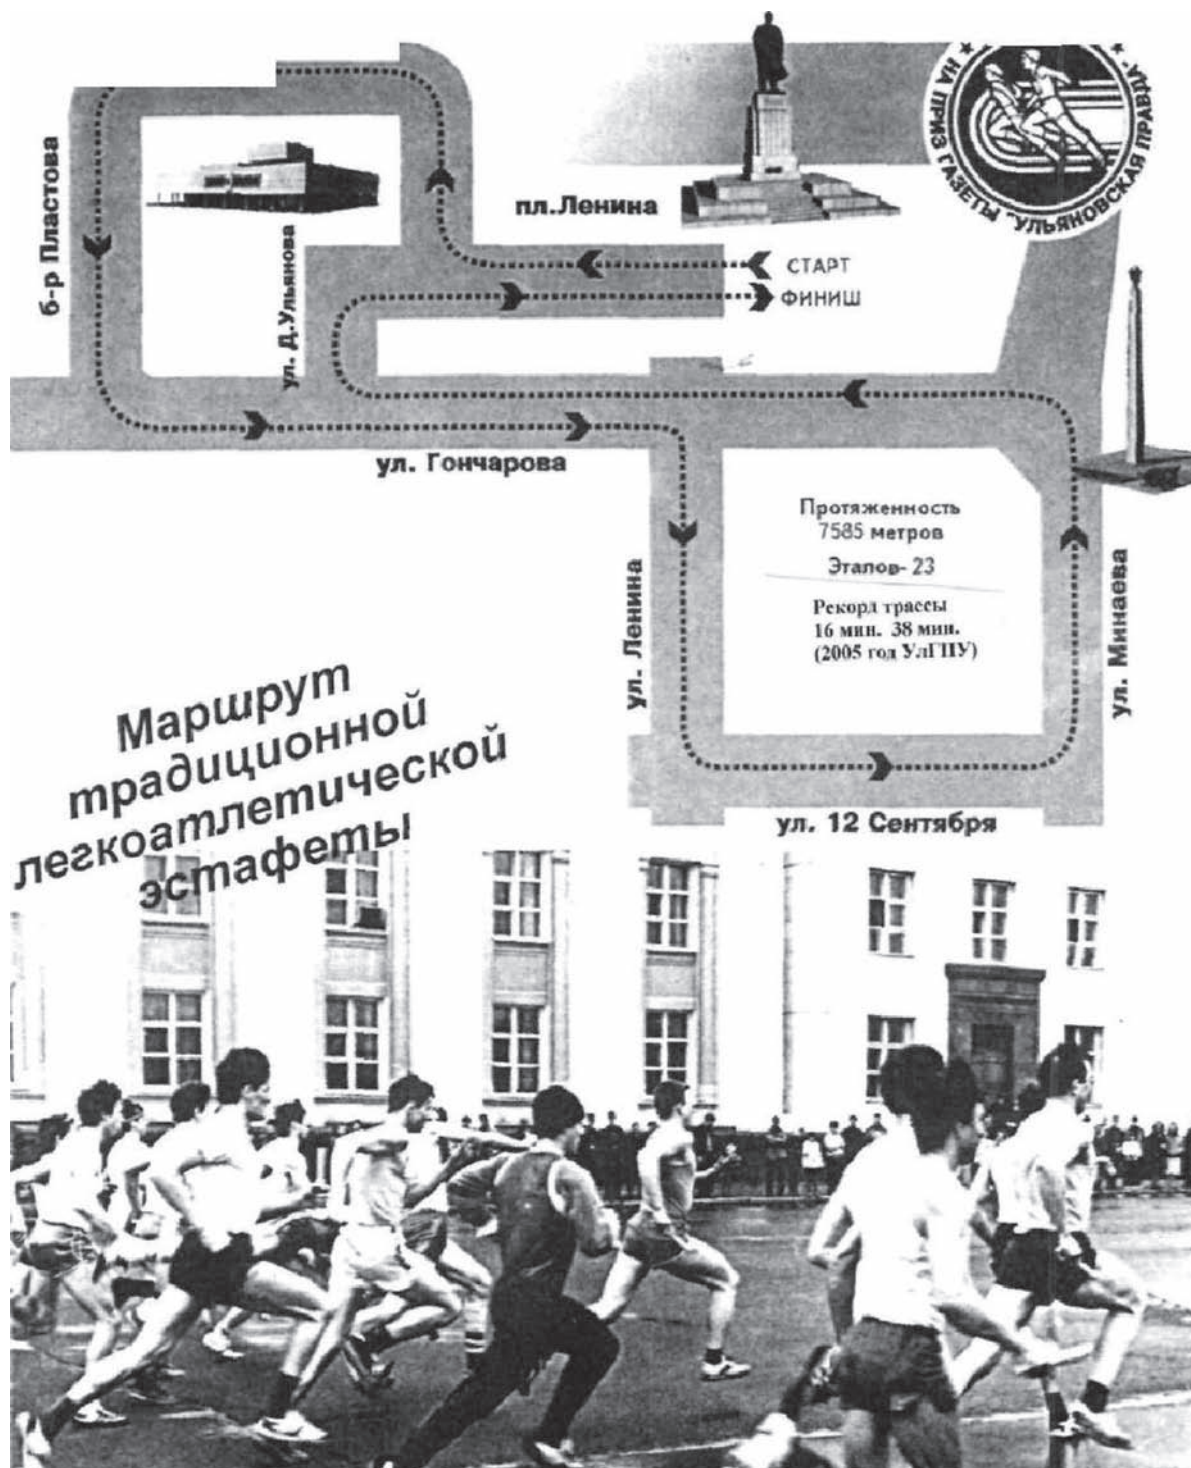 НА ПРИЗ ГАЗЕТЫ "УЛЬЯНОВСКАЯ ПРАВДА"
пл.Ленина
б-р Пластова
ул. Д.Ульянова
СТАРТ
ФИНИШ
ул. Гончарова
Протяженность
7585 метров
Эталов- 23
Рекорд трассы
16 мин. 38 мин.
(2005 год УлГПУ)
ул. Ленина
ул. Минаева
ул. 12 Сентября
Маршрут
традиционной
легкоатлетической
эстафеты